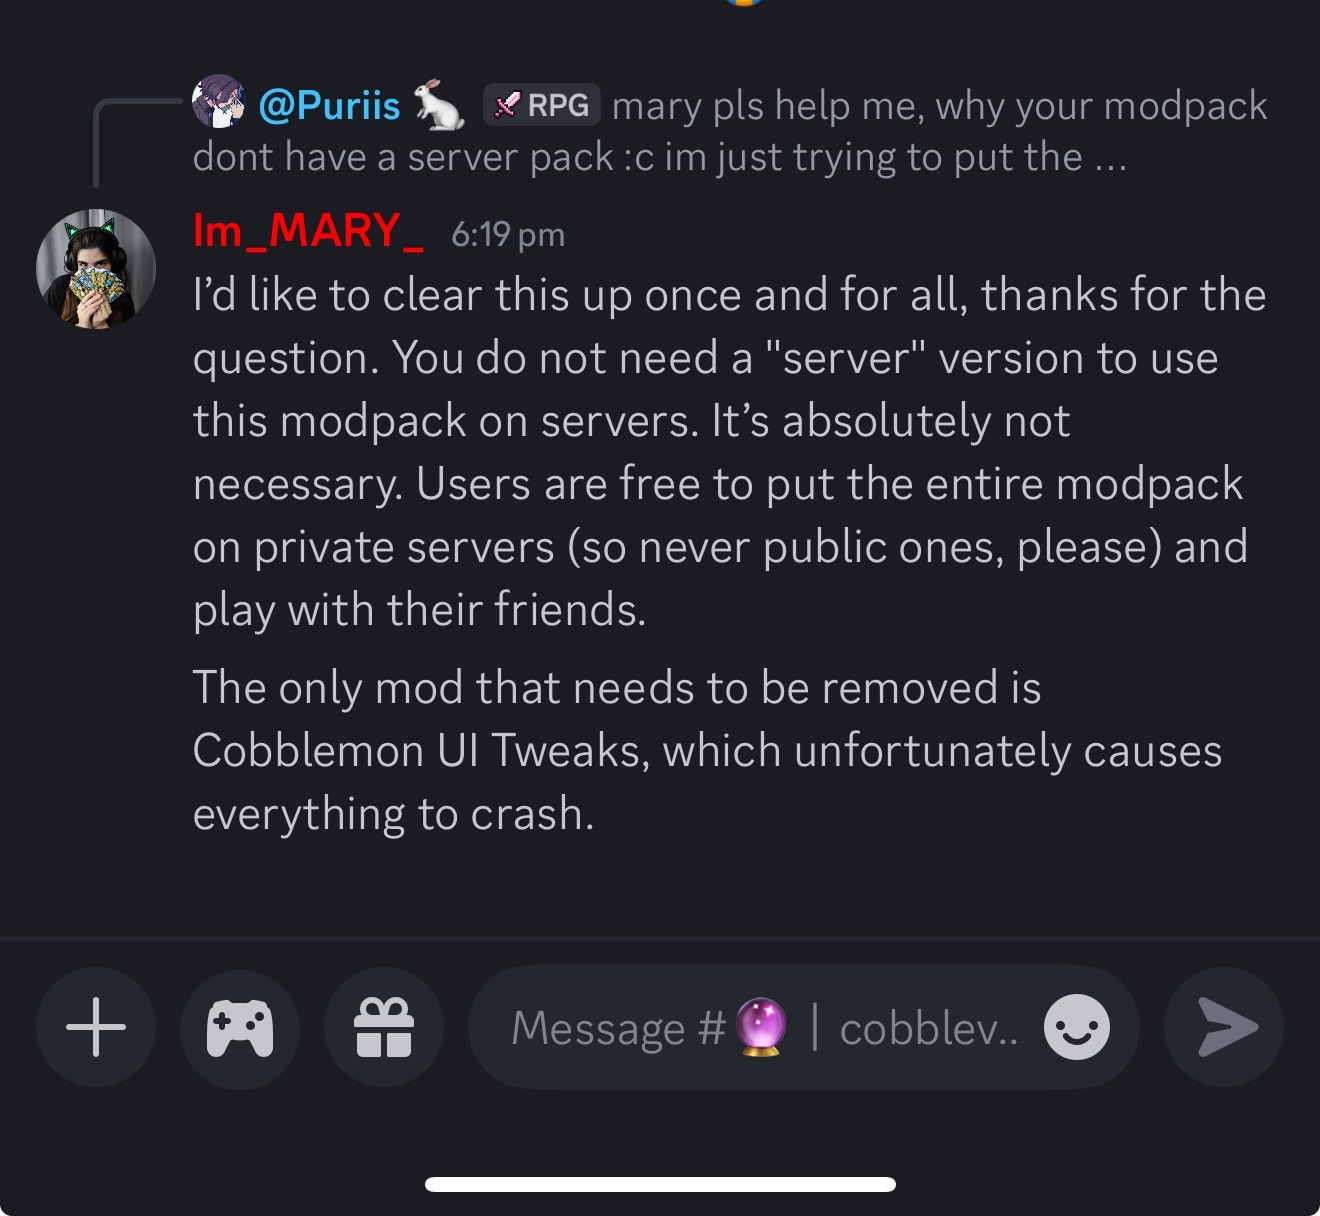 @Puriis 🐇 RPG mary pls help me, why your modpack
dont have a server pack :c im just trying to put the ...
Im_MARY_ 6:19 pm
I’d like to clear this up once and for all, thanks for the
question. You do not need a "server" version to use
this modpack on servers. It’s absolutely not
necessary. Users are free to put the entire modpack
on private servers (so never public ones, please) and
play with their friends.
The only mod that needs to be removed is
Cobblemon UI Tweaks, which unfortunately causes
everything to crash.
Message #🔮 | cobblev...